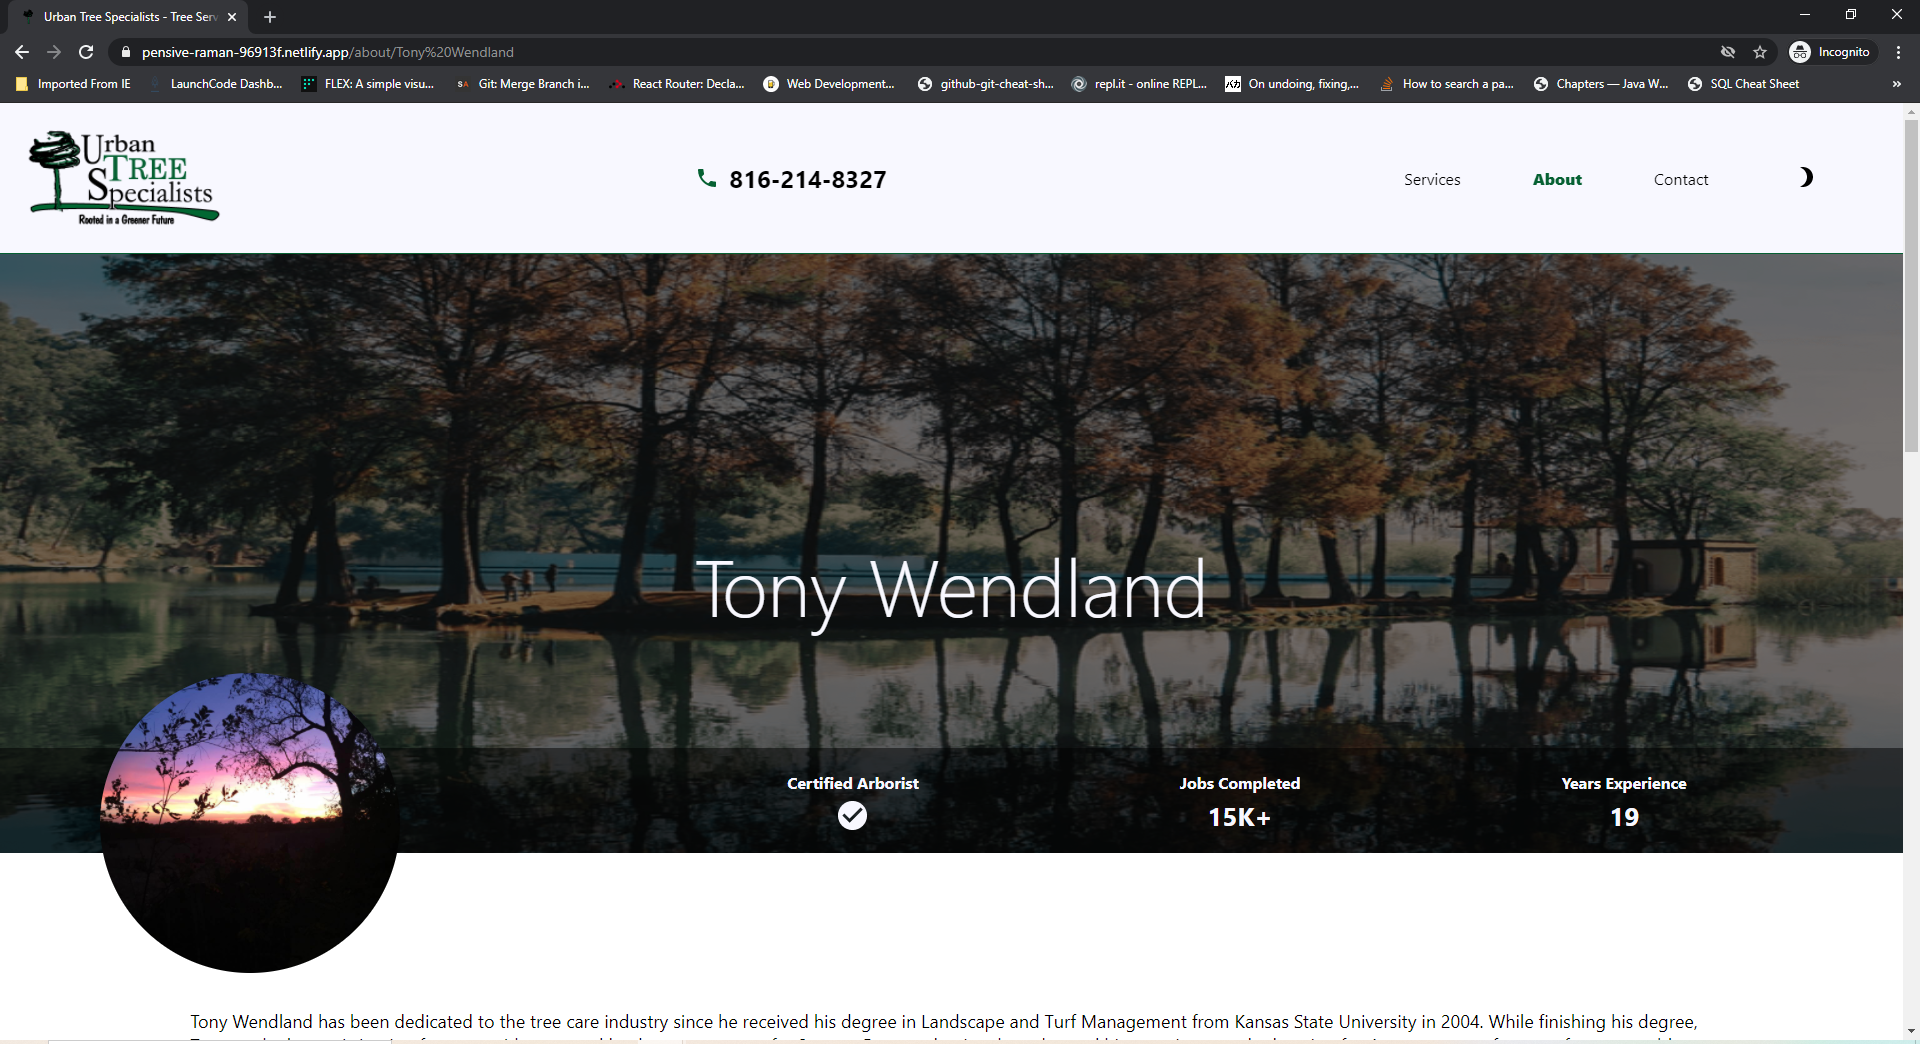 Urban Tree Specialists - Tree Serv
pensive-raman-96913f.netlify.app/about/Tony%20Wendland
Incognito
Imported From IE
LaunchCode Dashb...
FLEX: A simple visu...
SA Git: Merge Branch i...
React Router: Decla...
Web Development...
github-git-cheat-sh...
repl.it - online REPL...
バカ On undoing, fixing,...
How to search a pa...
Chapters — Java W...
SQL Cheat Sheet
»
Urban
TREE
Specialists
Rooted in a Greener Future
816-214-8327
Services
About
Contact
Tony Wendland
Certified Arborist
Jobs Completed
15K+
Years Experience
19
Tony Wendland has been dedicated to the tree care industry since he received his degree in Landscape and Turf Management from Kansas State University in 2004. While finishing his degree,